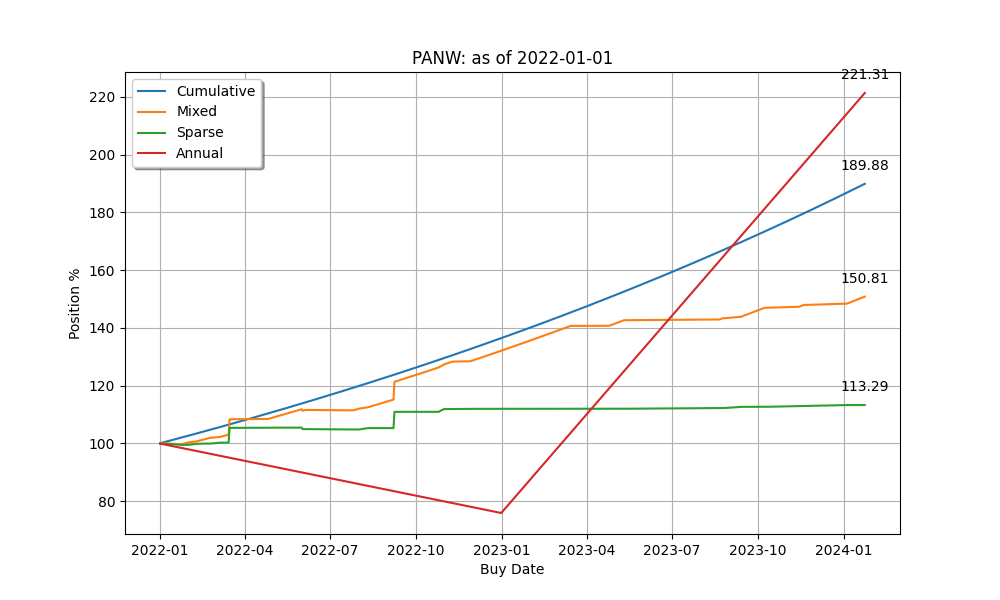 PANW: as of 2022-01-01
221.31
220
Cumulative
Mixed
Sparse
Annual
200
189.88
180
160
150.81
140
120
113.29
100
80
Position %
2022-01 2022-04 2022-07 2022-10 2023-01 2023-04 2023-07 2023-10 2024-01
Buy Date